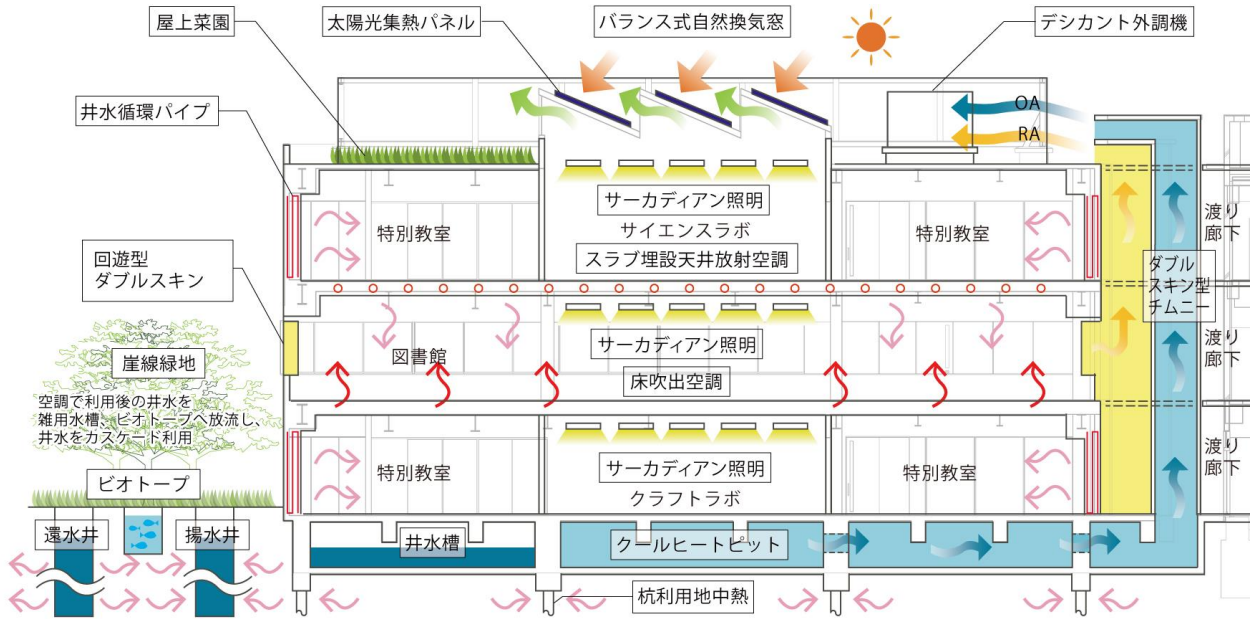 屋上菜園
太陽光集熱パネル
バランス式自然換気窓
デシカント外調機
井水循環パイプ
OA
RA
サーカディアン照明
サイエンスラボ
スラブ埋設天井放射空調
特別教室
特別教室
渡り
廊下
回遊型
ダブルスキン
ダブル
スキン型
チムニー
サーカディアン照明
図書館
床吹出空調
渡り
廊下
崖線緑地
空調で利用後の井水を
雑用水槽、ビオトープへ放流し、
井水をカスケード利用
ビオトープ
特別教室
サーカディアン照明
クラフトラボ
特別教室
渡り
廊下
還水井
揚水井
井水槽
クールヒートピット
杭利用地中熱